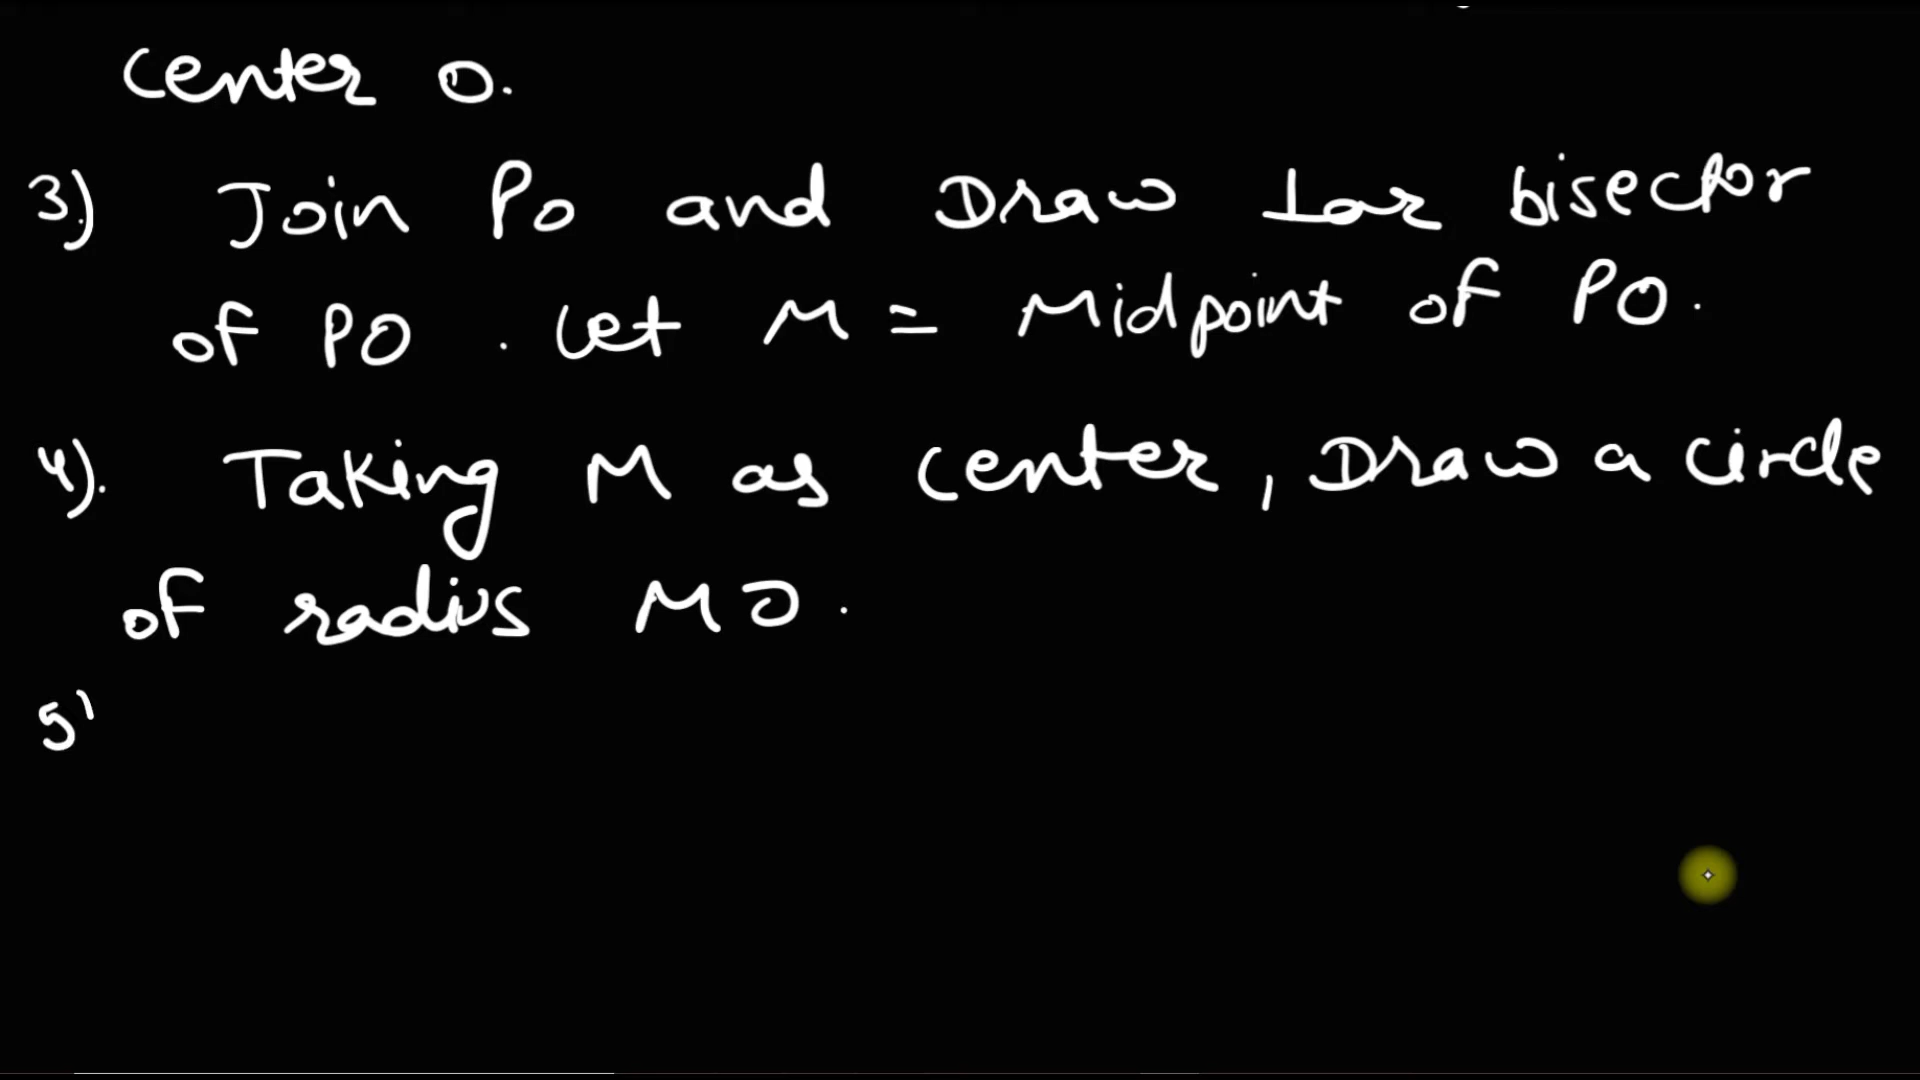 center O.
3) Join PO and Draw ⊥ar bisector
of PO. Let M = Midpoint of PO.
4). Taking M as center, Draw a circle
of radius MO.
5)